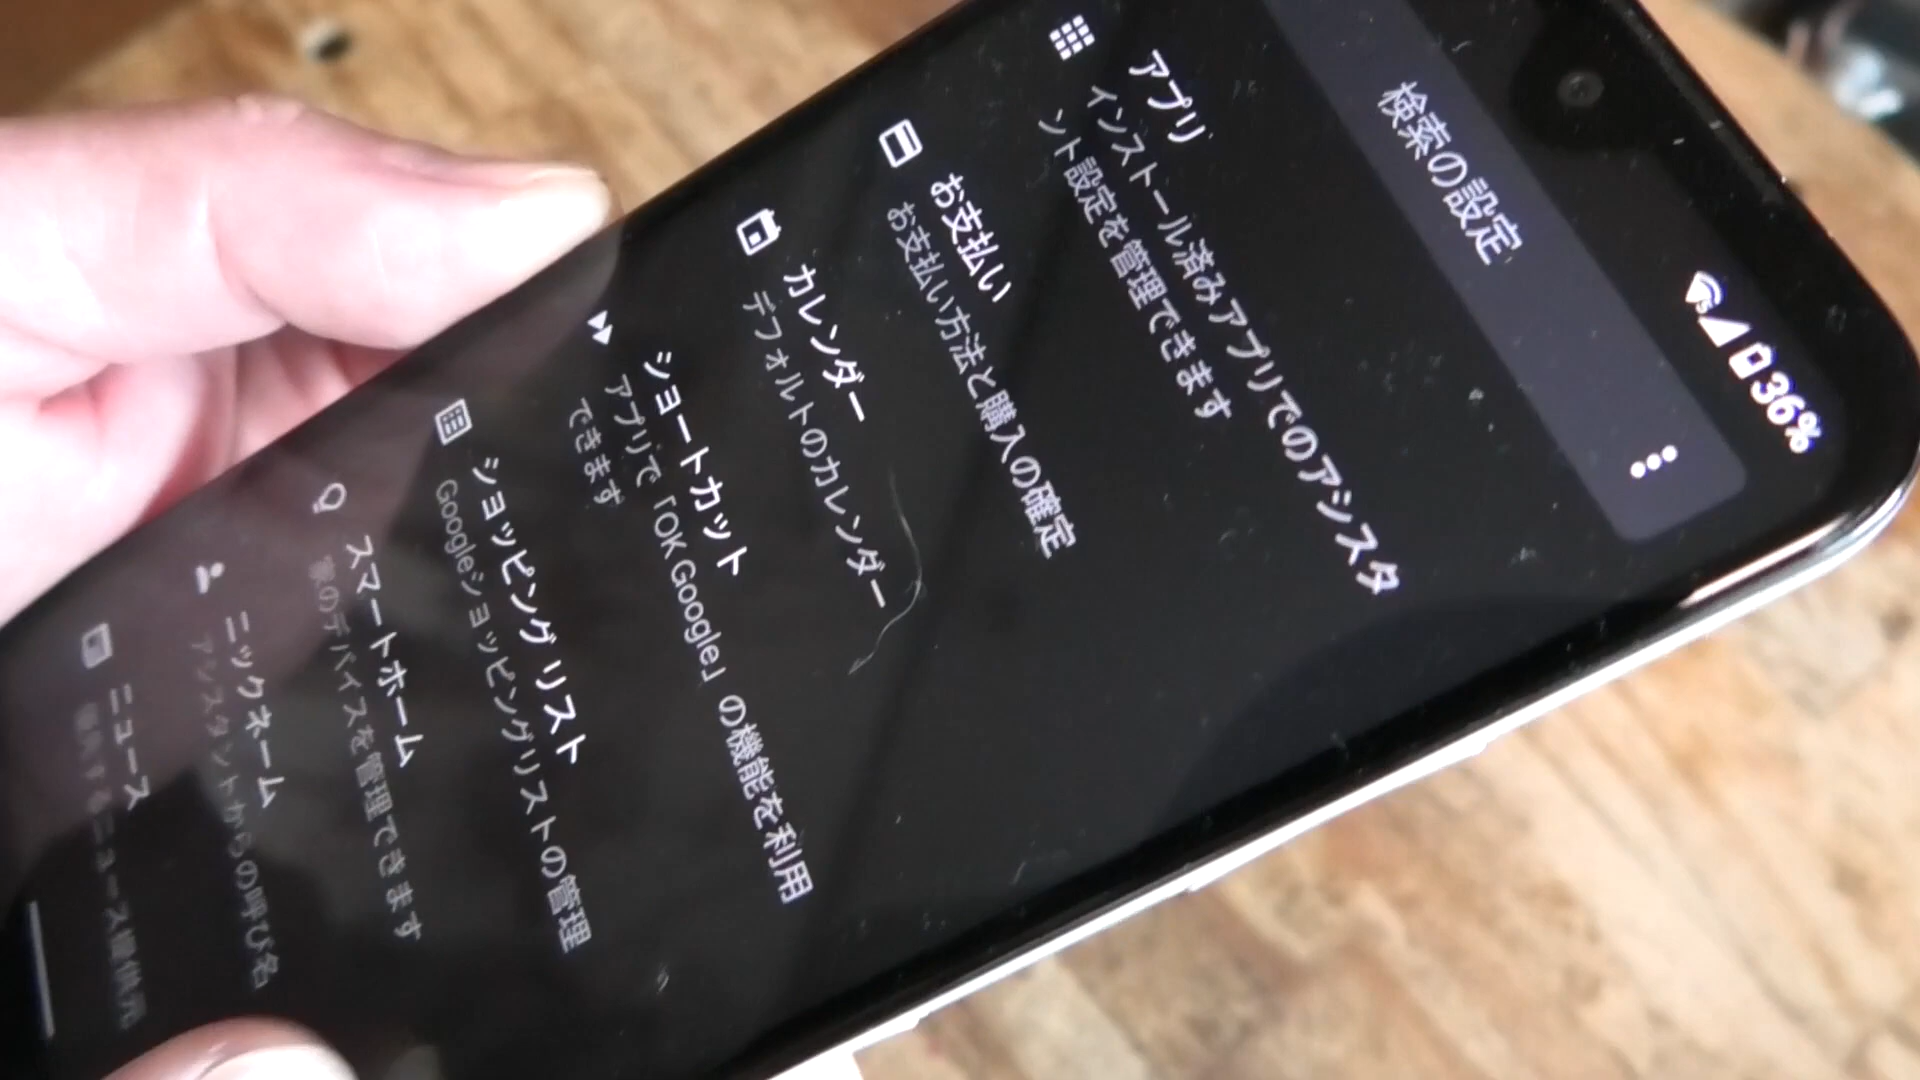 36%
検索の設定
アプリ
インストール済みアプリでのアシスタ
ント設定を管理できます
お支払い
お支払い方法と購入の確定
カレンダー
デフォルトのカレンダー
ショートカット
アプリで「OK Google」の機能を利用
できます
ショッピング リスト
Googleショッピングリストの管理
スマートホーム
家のデバイスを管理できます
ニックネーム
アシスタントからの呼び名
ニュース
ニュース提供元